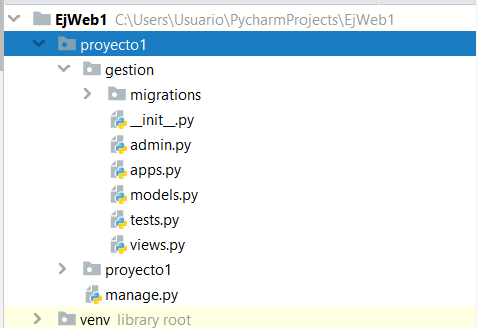 EjWeb1 C:\Users\Usuario\PycharmProjects\EjWeb1
proyecto1
gestion
migrations
__init__.py
admin.py
apps.py
models.py
tests.py
views.py
proyecto1
manage.py
venv library root